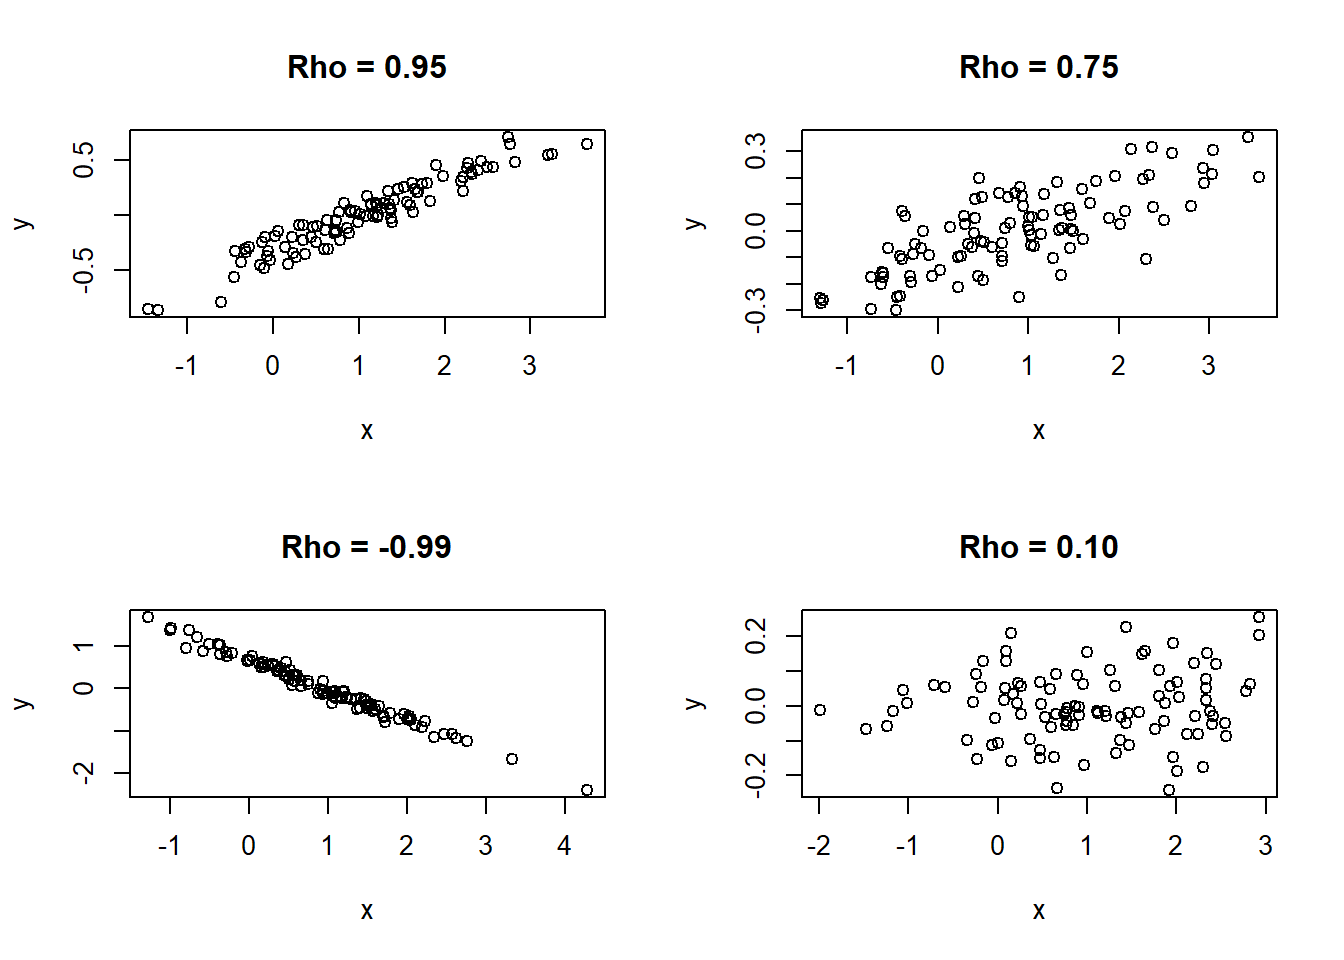 Rho = 0.95
y
0.5
-0.5
-1 0 1 2 3
x
Rho = 0.75
y
0.3
0.0
-0.3
-1 0 1 2 3
x
Rho = -0.99
y
1
0
-2
-1 0 1 2 3 4
x
Rho = 0.10
y
0.2
0.0
-0.2
-2 -1 0 1 2 3
x